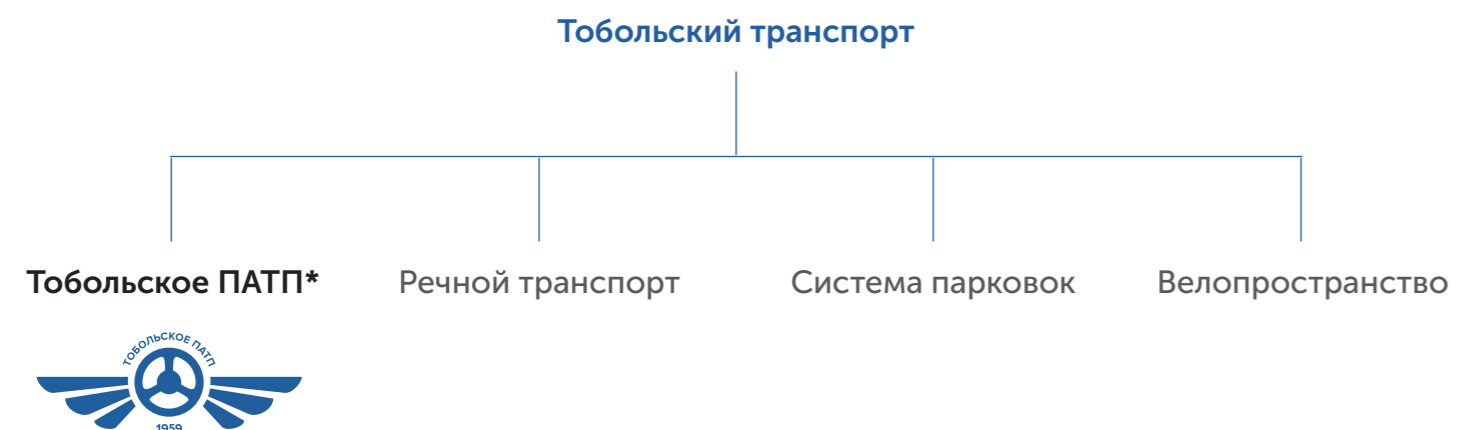 Тобольский транспорт
Тобольское ПАТП* Речной транспорт Система парковок Велопространство
ТОБОЛЬСКОЕ ПАТП
1959